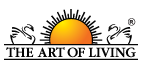 ®
THE ART OF LIVING